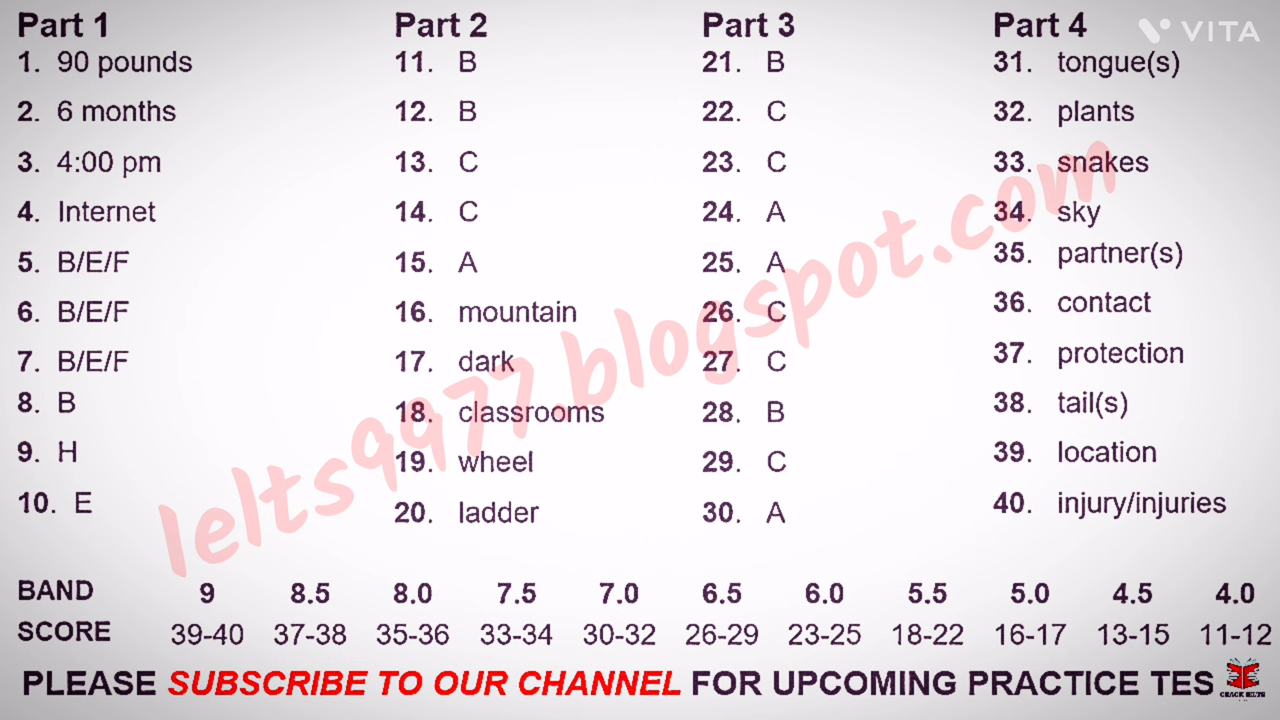 Part 1
1. 90 pounds
2. 6 months
3. 4:00 pm
4. Internet
5. B/E/F
6. B/E/F
7. B/E/F
8. B
9. H
10. E
Part 2
11. B
12. B
13. C
14. C
15. A
16. mountain
17. dark
18. classrooms
19. wheel
20. ladder
Part 3
21. B
22. C
23. C
24. A
25. A
26. C
27. C
28. B
29. C
30. A
Part 4
31. tongue(s)
32. plants
33. snakes
34. sky
35. partner(s)
36. contact
37. protection
38. tail(s)
39. location
40. injury/injuries
VITA
Ielts9977.blogspot.com
BAND 9 8.5 8.0 7.5 7.0 6.5 6.0 5.5 5.0 4.5 4.0
SCORE 39-40 37-38 35-36 33-34 30-32 26-29 23-25 18-22 16-17 13-15 11-12
PLEASE SUBSCRIBE TO OUR CHANNEL FOR UPCOMING PRACTICE TES
CRACK IELTS